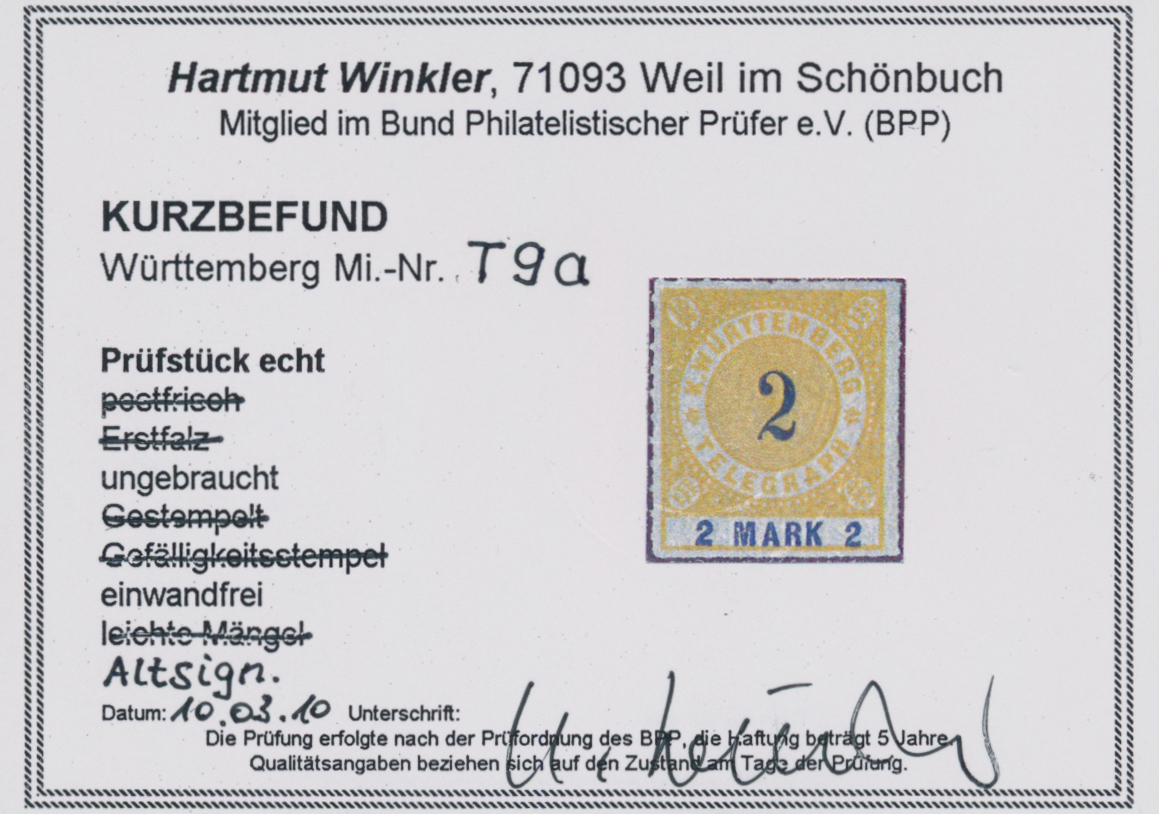 Hartmut Winkler, 71093 Weil im Schönbuch
Mitglied im Bund Philatelistischer Prüfer e.V. (BPP)
KURZBEFUND
Württemberg Mi.-Nr. T9a
K. WÜRTTEMBERG
2
TELEGRAPH
2 MARK 2
Prüfstück echt
postfrisch
Erstfalz
ungebraucht
Gestempelt
Gefälligkeitsstempel
einwandfrei
leichte Mängel
Altsign.
Datum: 10.03.10 Unterschrift:
Die Prüfung erfolgte nach der Prüfordnung des BPP, die Haftung beträgt 5 Jahre
Qualitätsangaben beziehen sich auf den Zustand am Tage der Prüfung.